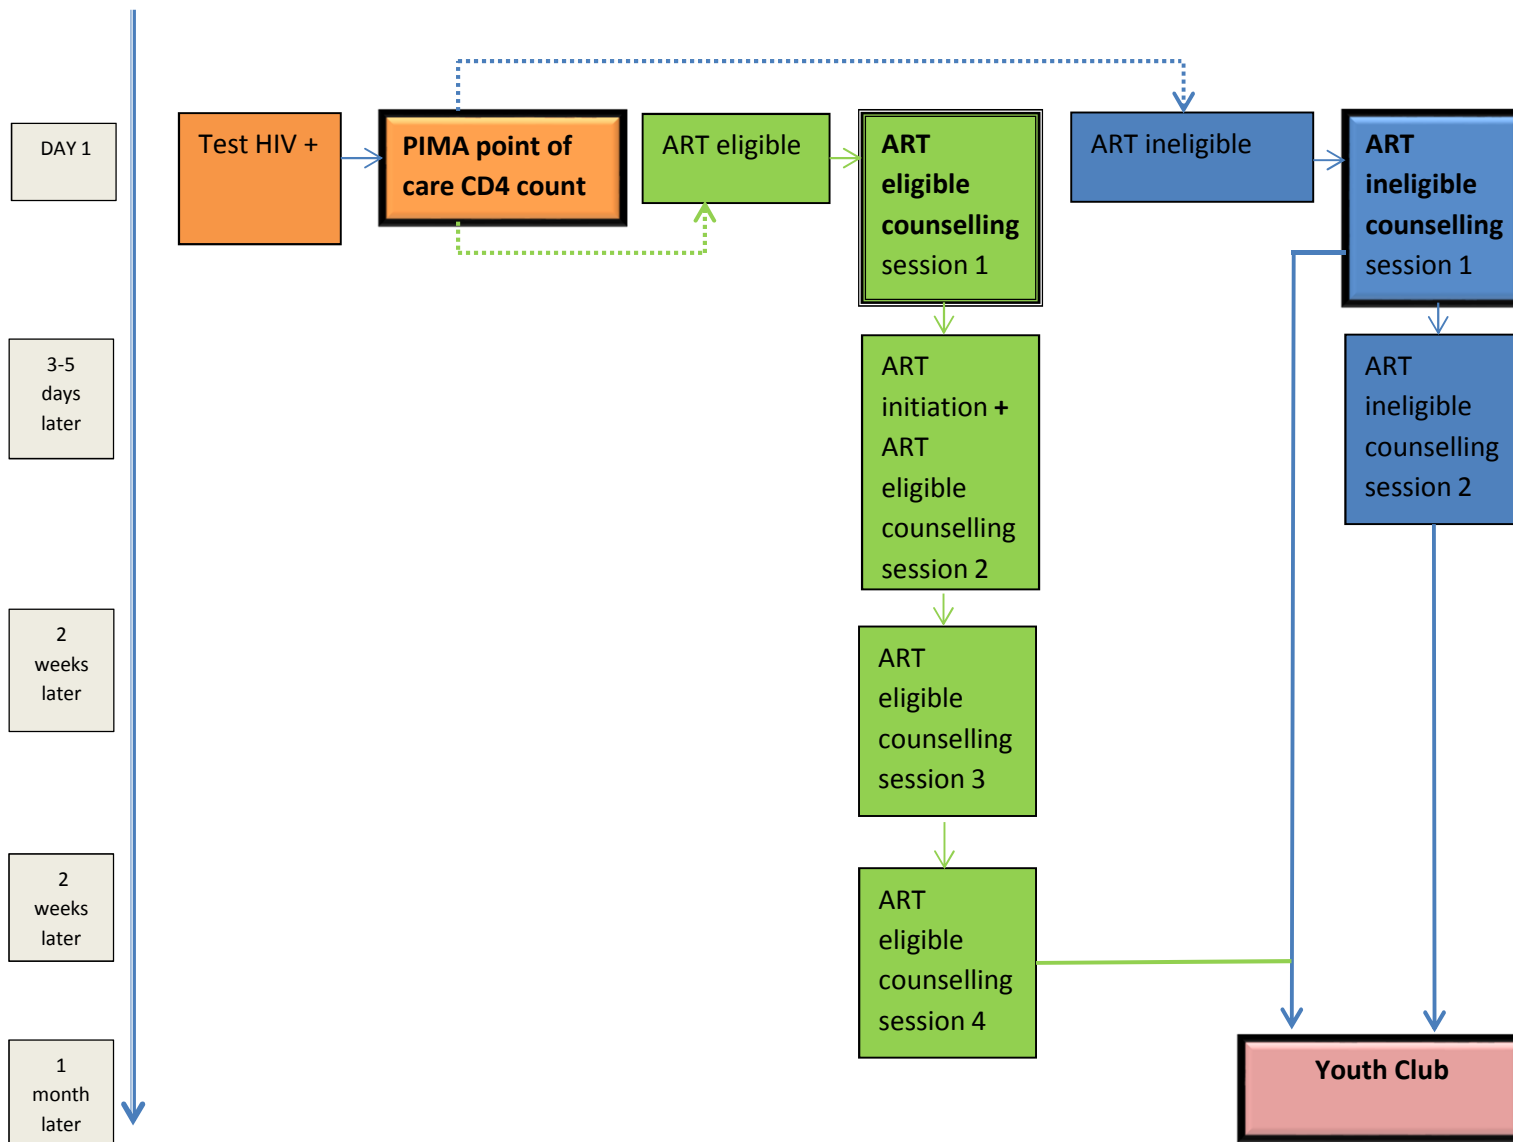 DAY 1
Test HIV +
PIMA point of
care CD4 count
ART eligible
ART
eligible
counselling
session 1
ART ineligible
ART
ineligible
counselling
session 1
3-5
days
later
ART
initiation +
ART
eligible
counselling
session 2
ART
ineligible
counselling
session 2
2
weeks
later
ART
eligible
counselling
session 3
2
weeks
later
ART
eligible
counselling
session 4
1
month
later
Youth Club